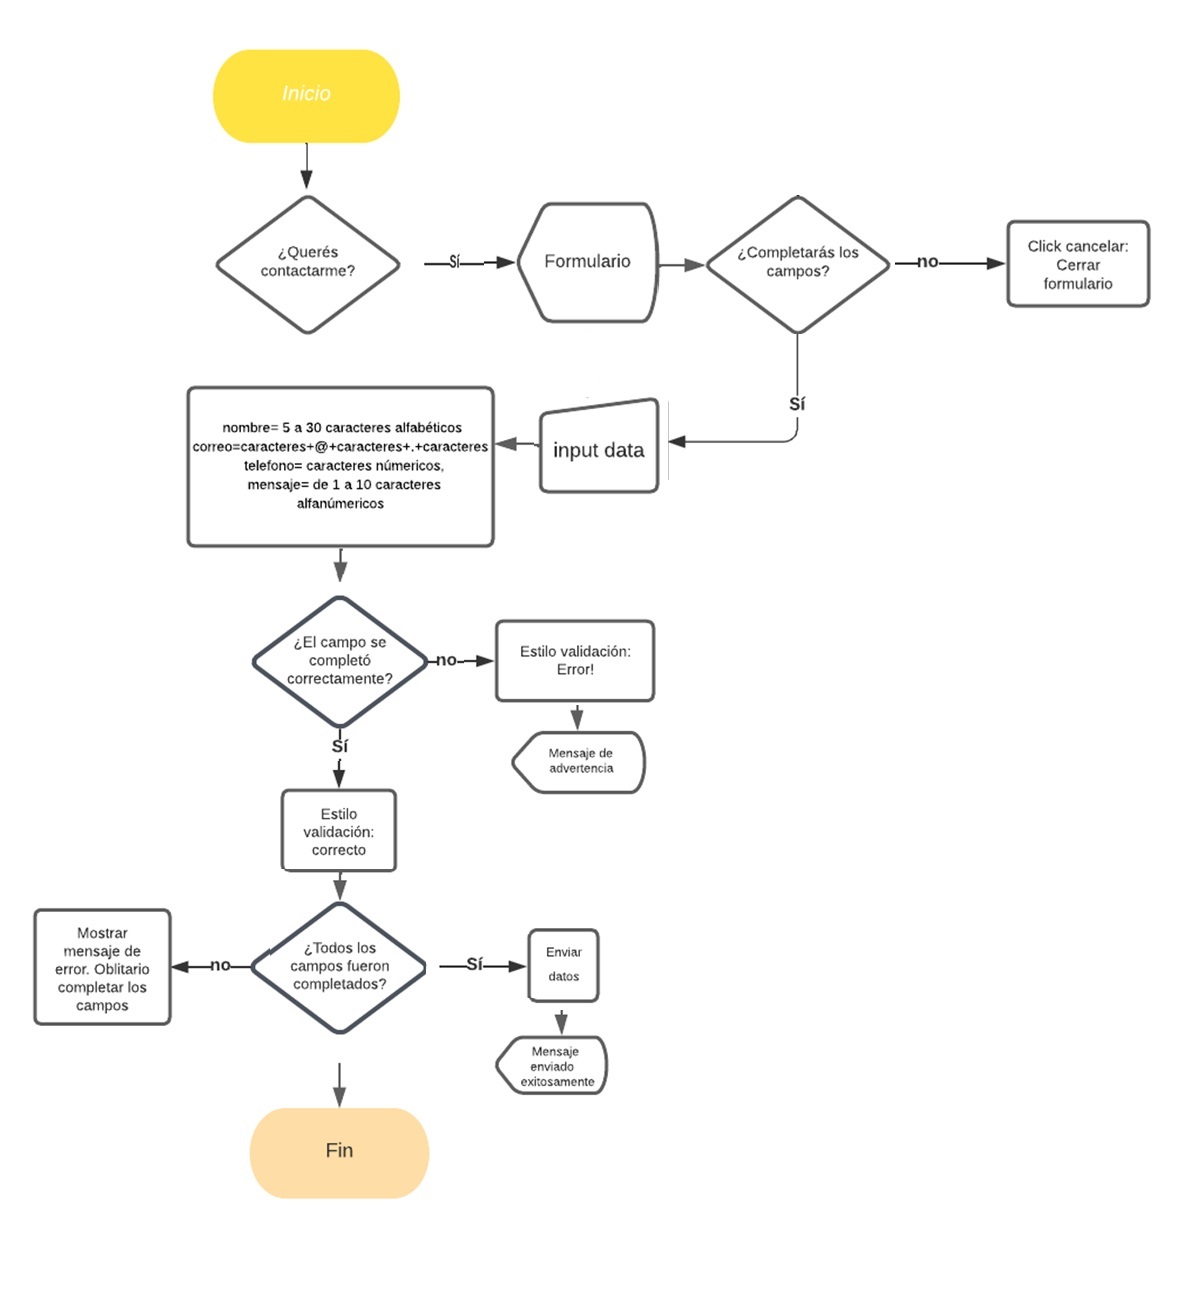 Inicio
¿Querés
contactarme?
Sí
Formulario
¿Completarás los
campos?
no
Click cancelar:
Cerrar
formulario
Sí
input data
nombre= 5 a 30 caracteres alfabéticos
correo=caracteres+@+caracteres+.+caracteres
telefono= caracteres númericos,
mensaje= de 1 a 10 caracteres
alfanúmericos
¿El campo se
completó
correctamente?
no
Estilo validación:
Error!
Mensaje de
advertencia
Sí
Estilo
validación:
correcto
¿Todos los
campos fueron
completados?
no
Mostrar
mensaje de
error. Oblitario
completar los
campos
Sí
Enviar
datos
Mensaje
enviado
exitosamente
Fin